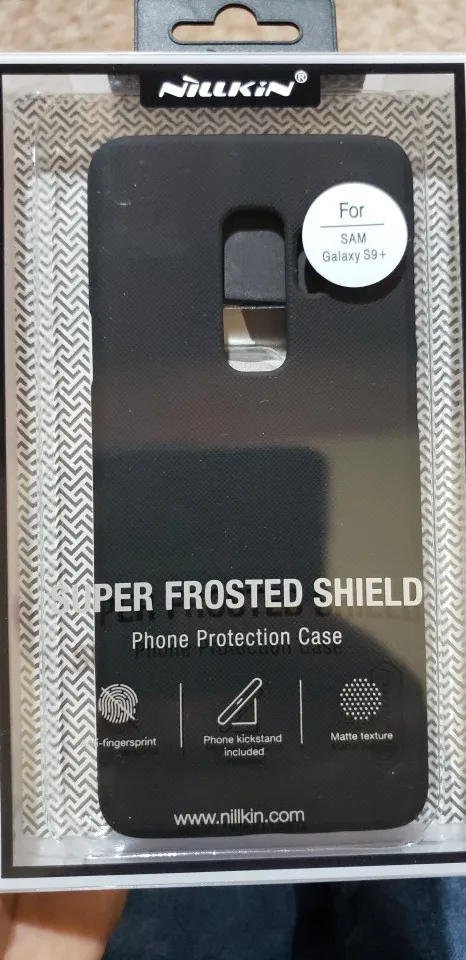 NiLLKiN®
For
SAM
Galaxy S9+
SUPER FROSTED SHIELD
Phone Protection Case
i-fingersprint
Phone kickstand
included
Matte texture
www.nillkin.com